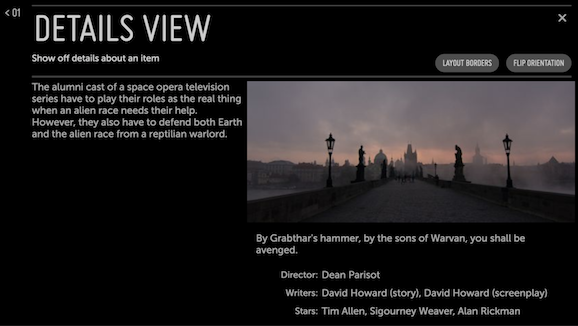 < 01
DETAILS VIEW
×
Show off details about an item
LAYOUT BORDERS
FLIP ORIENTATION
The alumni cast of a space opera television
series have to play their roles as the real thing
when an alien race needs their help.
However, they also have to defend both Earth
and the alien race from a reptilian warlord.
By Grabthar's hammer, by the sons of Warvan, you shall be
avenged.
Director: Dean Parisot
Writers: David Howard (story), David Howard (screenplay)
Stars: Tim Allen, Sigourney Weaver, Alan Rickman